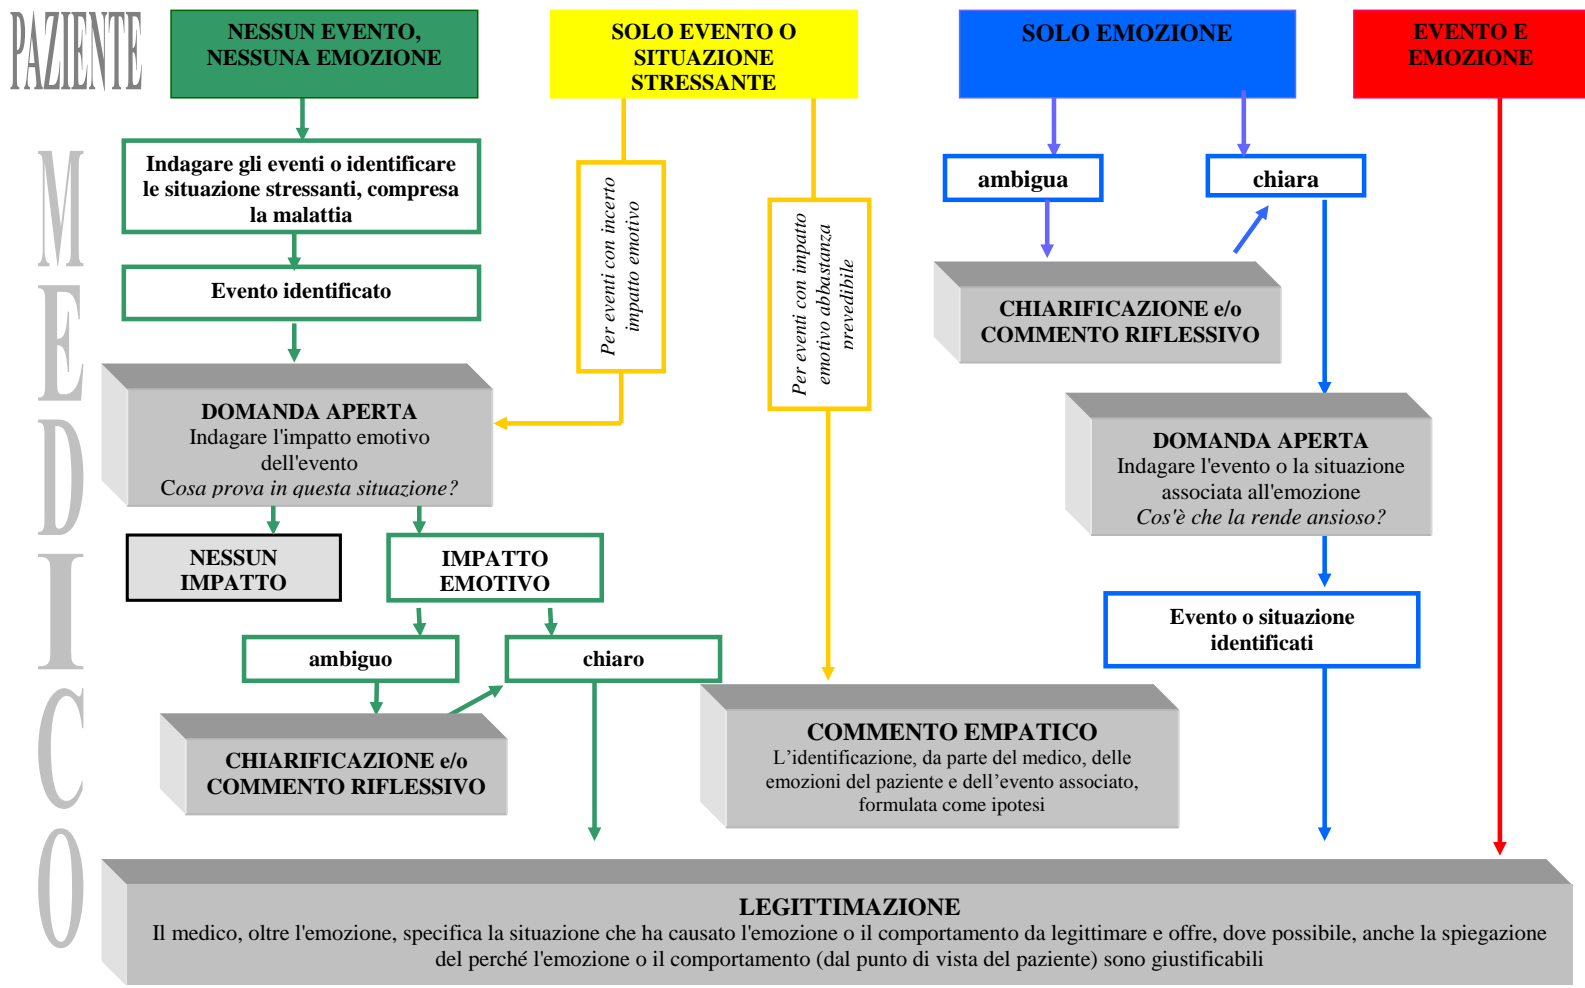 PAZIENTE
NESSUN EVENTO,
NESSUNA EMOZIONE
SOLO EVENTO O
SITUAZIONE
STRESSANTE
SOLO EMOZIONE
EVENTO E
EMOZIONE
MEDICO
Indagare gli eventi o identificare
le situazione stressanti, compresa
la malattia
Evento identificato
Per eventi con incerto
impatto emotivo
Per eventi con impatto
emotivo abbastanza
prevedibile
ambigua
chiara
CHIARIFICAZIONE e/o
COMMENTO RIFLESSIVO
DOMANDA APERTA
Indagare l'impatto emotivo
dell'evento
Cosa prova in questa situazione?
DOMANDA APERTA
Indagare l'evento o la situazione
associata all'emozione
Cos'è che la rende ansioso?
NESSUN
IMPATTO
IMPATTO
EMOTIVO
Evento o situazione
identificati
ambiguo
chiaro
CHIARIFICAZIONE e/o
COMMENTO RIFLESSIVO
COMMENTO EMPATICO
L’identificazione, da parte del medico, delle
emozioni del paziente e dell’evento associato,
formulata come ipotesi
LEGITTIMAZIONE
Il medico, oltre l'emozione, specifica la situazione che ha causato l'emozione o il comportamento da legittimare e offre, dove possibile, anche la spiegazione
del perché l'emozione o il comportamento (dal punto di vista del paziente) sono giustificabili